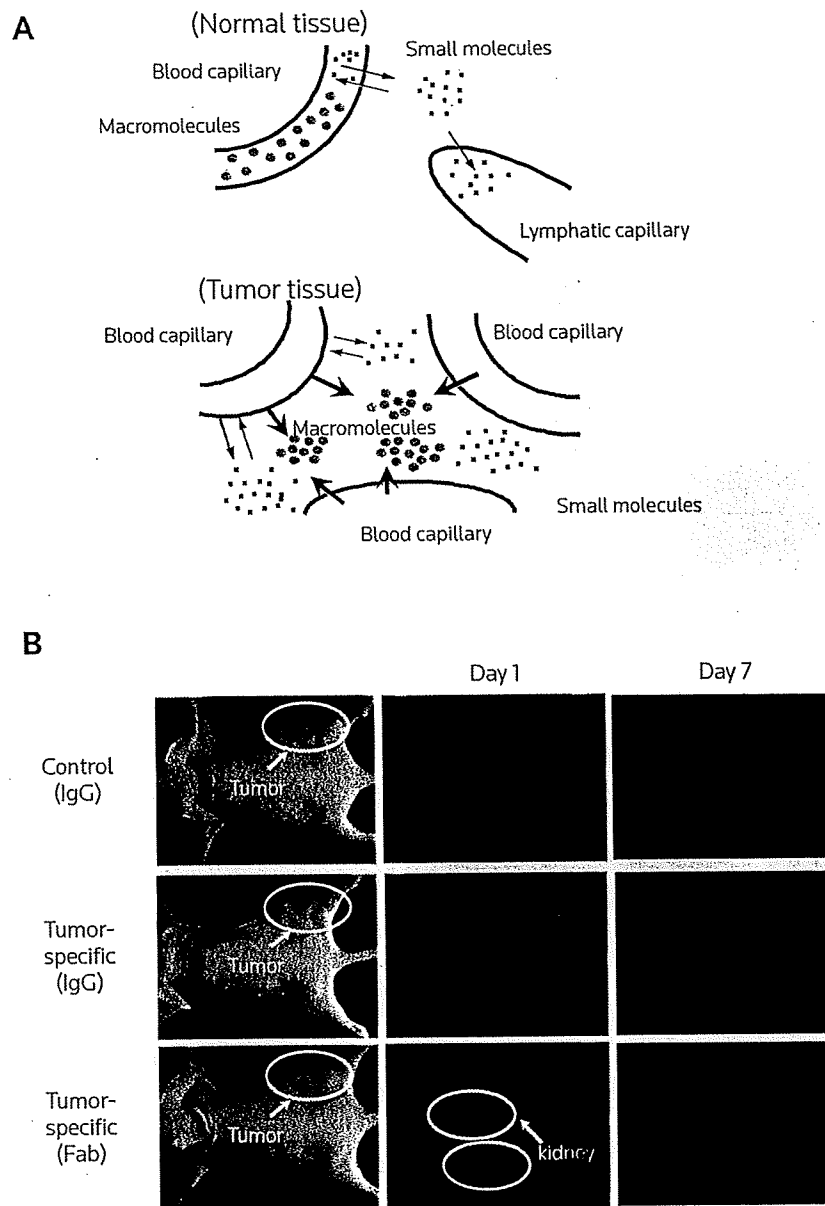 A
(Normal tissue)
Small molecules
Blood capillary
Macromolecules
Lymphatic capillary
(Tumor tissue)
Blood capillary
Blood capillary
Macromolecules
Small molecules
Blood capillary
B
Day 1
Day 7
Control
(IgG)
Tumor
Tumor-
specific
(IgG)
Tumor
Tumor-
specific
(Fab)
Tumor
kidney